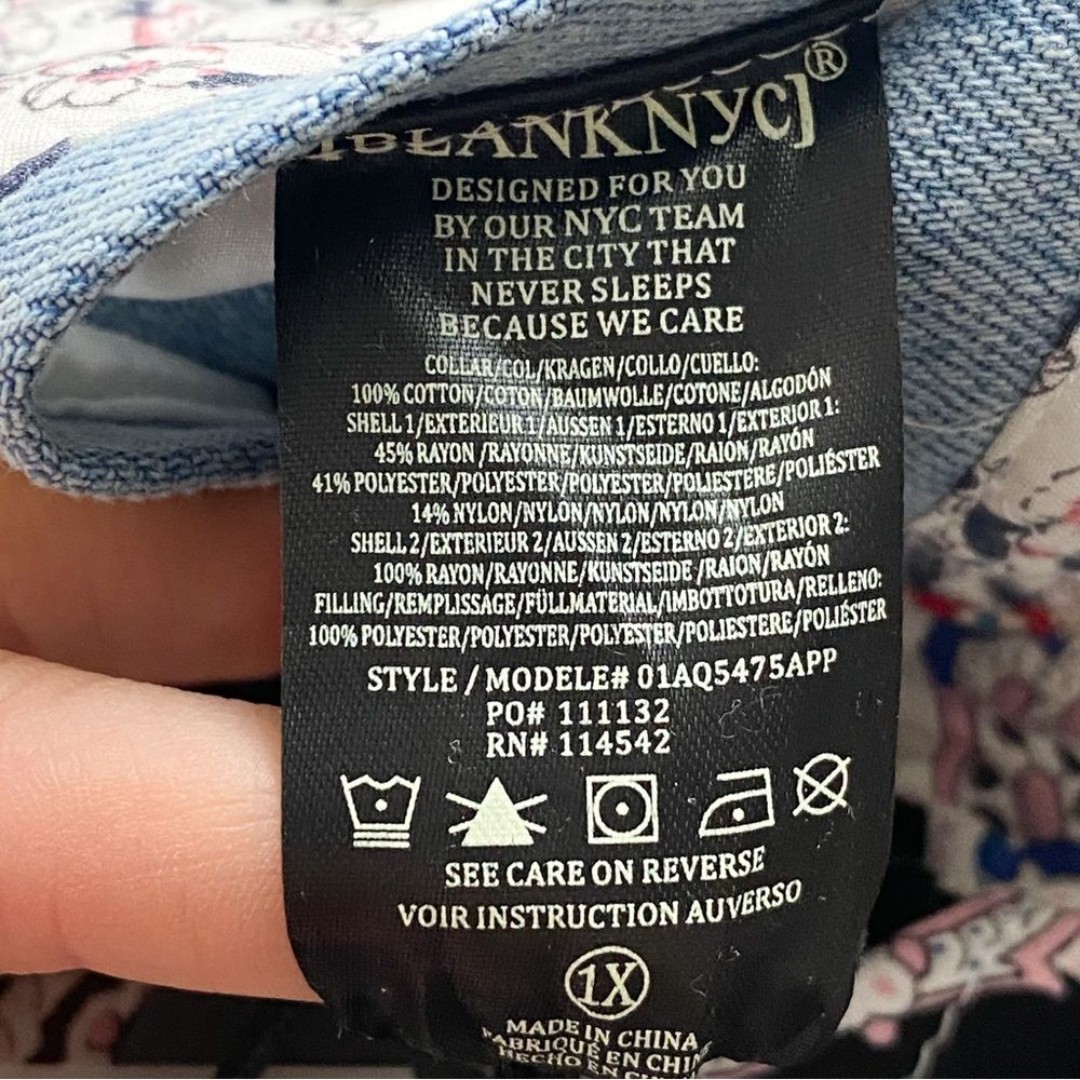 [BLANKNYC]®
DESIGNED FOR YOU
BY OUR NYC TEAM
IN THE CITY THAT
NEVER SLEEPS
BECAUSE WE CARE
COLLAR/COL/KRAGEN/COLLO/CUELLO:
100% COTTON/COTON/BAUMWOLLE/COTONE/ALGODÓN
SHELL 1/EXTERIEUR 1/AUSSEN 1/ESTERNO 1/EXTERIOR 1:
45% RAYON /RAYONNE/KUNSTSEIDE/RAION/RAYÓN
41% POLYESTER/POLYESTER/POLYESTER/POLIESTERE/POLIÉSTER
14% NYLON/NYLON/NYLON/NYLON/NYLON
SHELL 2/EXTERIEUR 2/AUSSEN 2/ESTERNO 2/EXTERIOR 2:
100% RAYON/RAYONNE/KUNSTSEIDE /RAION/RAYÓN
FILLING/REMPLISSAGE/FÜLLMATERIAL/IMBOTTOTURA/RELLENO:
100% POLYESTER/POLYESTER/POLYESTER/POLIESTERE/POLIÉSTER
STYLE / MODELE# 01AQ5475APP
PO# 111132
RN# 114542
SEE CARE ON REVERSE
VOIR INSTRUCTION AUVERSO
1X
MADE IN CHINA
FABRIQUÉ EN CHI
HECHO EN